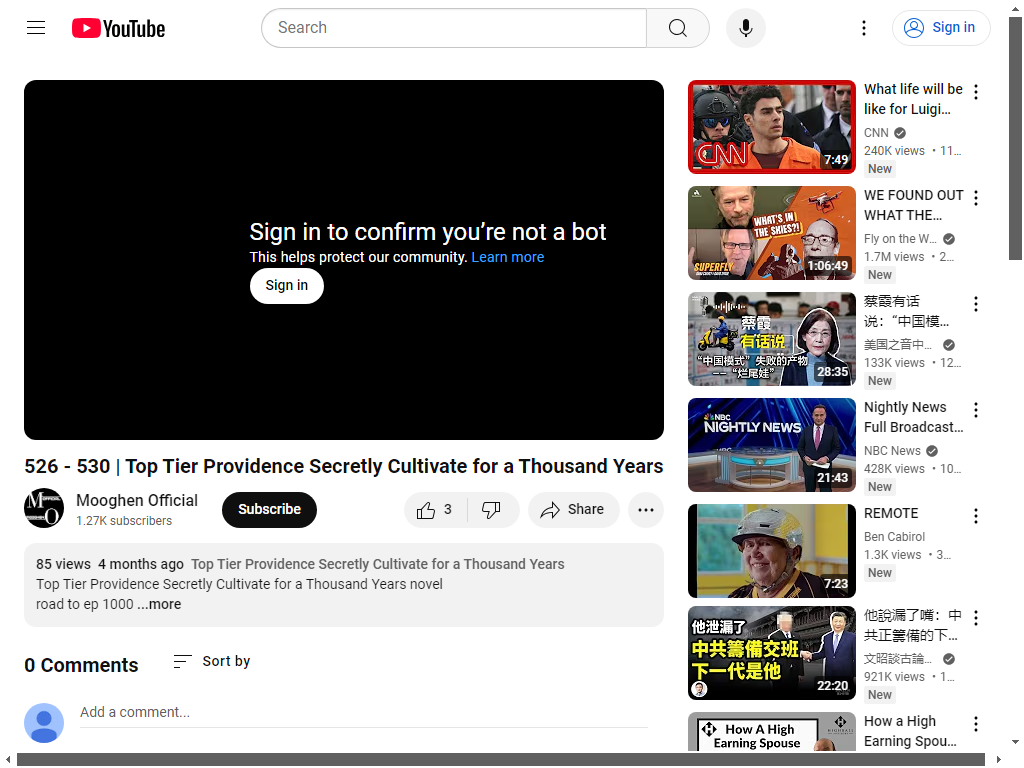 YouTube
Search
Sign in
Sign in to confirm you’re not a bot
This helps protect our community. Learn more
Sign in
526 - 530 | Top Tier Providence Secretly Cultivate for a Thousand Years
Mooghen Official
1.27K subscribers
Subscribe
3
Share
85 views 4 months ago Top Tier Providence Secretly Cultivate for a Thousand Years
Top Tier Providence Secretly Cultivate for a Thousand Years novel
road to ep 1000 ...more
0 Comments
Sort by
Add a comment...
CNN
7:49
What life will be
like for Luigi...
CNN
240K views • 11...
New
WHAT'S IN
THE SKIES?!
SUPERFLY
1:06:49
WE FOUND OUT
WHAT THE...
Fly on the W...
1.7M views • 2...
New
蔡霞
有话说
“中国模式”失败的产物
——“烂尾娃”
28:35
蔡霞有话
说：“中国模...
美国之音中...
133K views • 12...
New
NBC
NIGHTLY NEWS
21:43
Nightly News
Full Broadcast...
NBC News
428K views • 10...
New
7:23
REMOTE
Ben Cabirol
1.3K views • 3...
New
他泄漏了
中共籌備交班
下一代是他
22:20
他說漏了嘴：中
共正籌備的下...
文昭談古論...
921K views • 1...
New
How A High
Earning Spouse
How a High
Earning Spou...